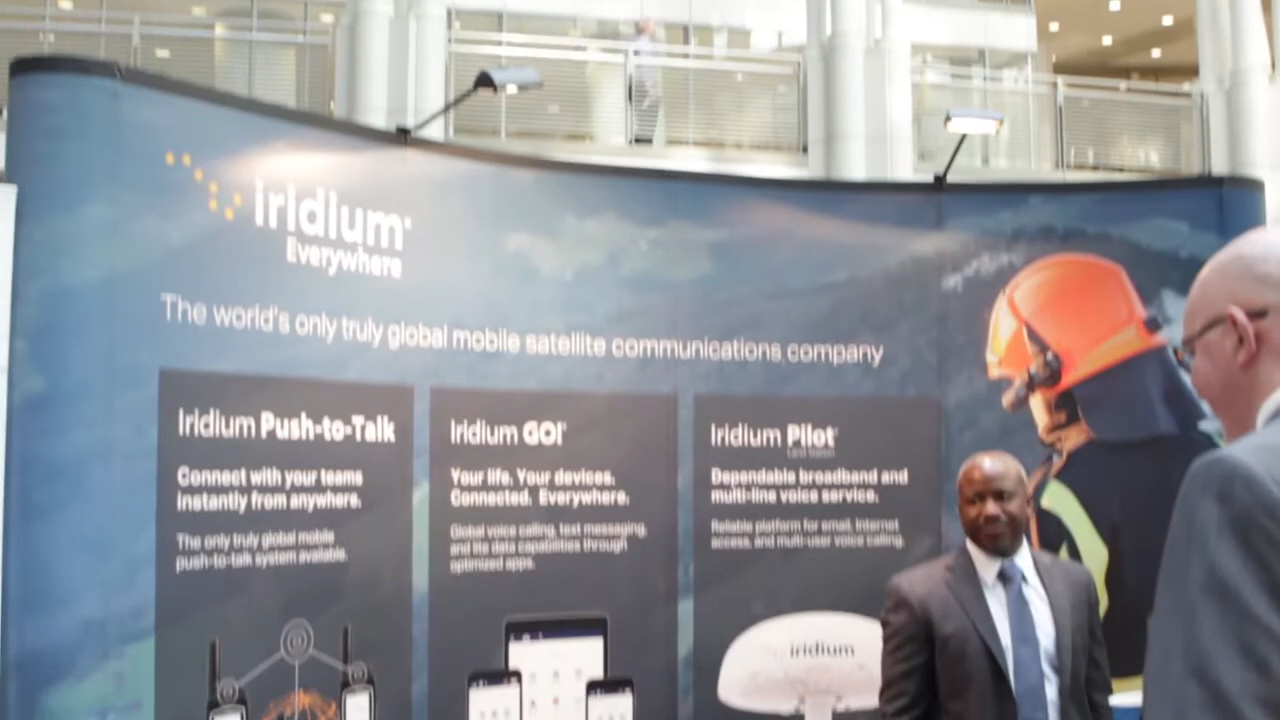 iridium
Everywhere
The world's only truly global mobile satellite communications company
Iridium Push-to-Talk
Connect with your teams
instantly from anywhere.
The only truly global mobile
push-to-talk system available.
Iridium GO!
Your life. Your devices.
Connected. Everywhere.
Global voice calling, text messaging,
and lite data capabilities through
optimized apps.
Iridium Pilot
Land Station
Dependable broadband and
multi-line voice service.
Reliable platform for email, internet
access, and multi-user voice calling.
iridium